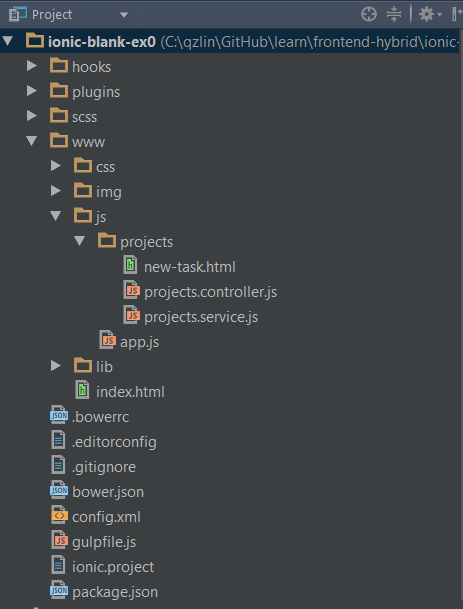 Project
ionic-blank-ex0 (C:\qzlin\GitHub\learn\frontend-hybrid\ionic-
hooks
plugins
scss
www
css
img
js
projects
new-task.html
projects.controller.js
projects.service.js
app.js
lib
index.html
.bowerrc
.editorconfig
.gitignore
bower.json
config.xml
gulpfile.js
ionic.project
package.json